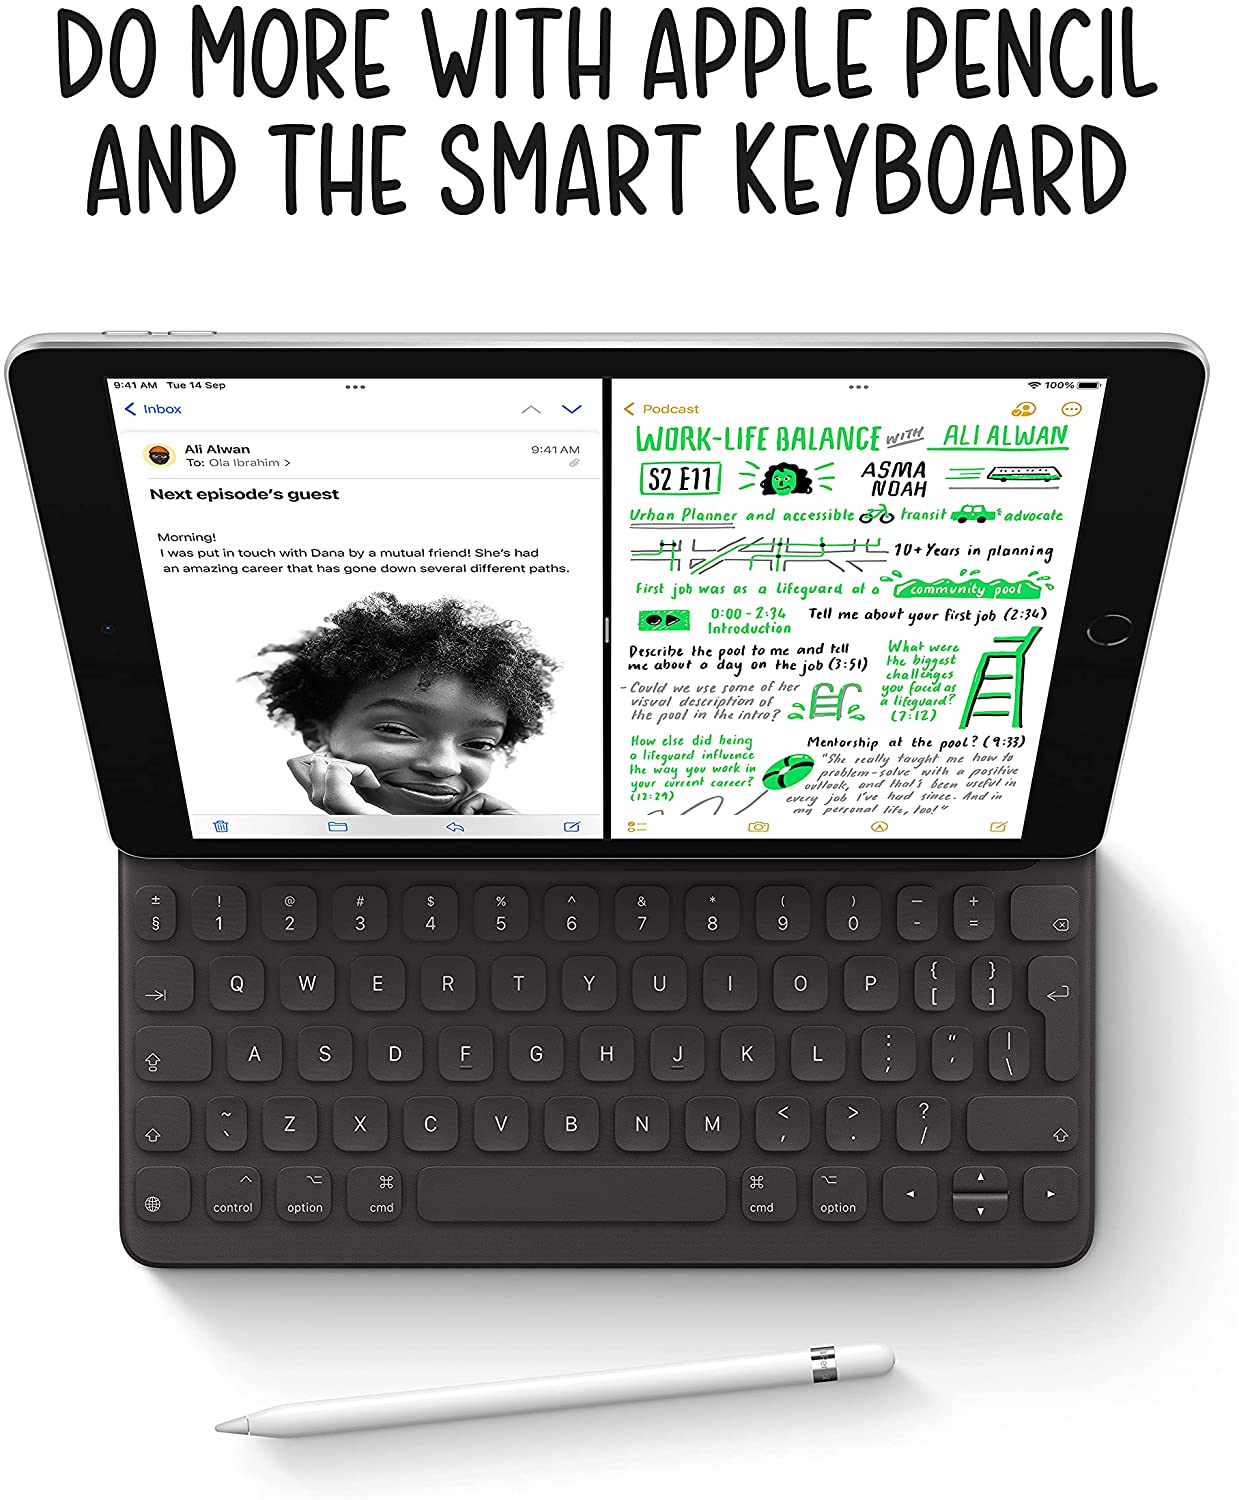 DO MORE WITH APPLE PENCIL
AND THE SMART KEYBOARD
9:41 AM Tue 14 Sep
100%
Inbox
Ali Alwan
9:41 AM
To: Ola Ibrahim >
Next episode's guest
Morning!
I was put in touch with Dana by a mutual friend! She's had
an amazing career that has gone down several different paths.
Podcast
WORK-LIFE BALANCE WITH ALI ALWAN
S2 E11
ASMA
NOAH
Urban Planner and accessible transit advocate
10+ Years in planning
First job was as a lifeguard at a community pool
0:00 - 2:34
Introduction
Tell me about your first job (2:34)
Describe the pool to me and tell
me about a day on the job (3:51)
- Could we use some of her
visual description of
the pool in the intro?
What were
the biggest
challenges
you faced as
a lifeguard?
(7:12)
How else did being
a lifeguard influence
the way you work in
your current career?
(12:29)
Mentorship at the pool? (9:33)
"She really taught me how to
problem-solve with a positive
outlook, and that's been useful in
every job I've had since. And in
my personal life, too!"
± ! @ # $ % ^ & * ( ) — +
§ 1 2 3 4 5 6 7 8 9 0 - =
Q W E R T Y U I O P { [ } ]
A S D F G H J K L : ; " ' | \
~ ` Z X C V B N M < , > . ? /
control option cmd cmd option